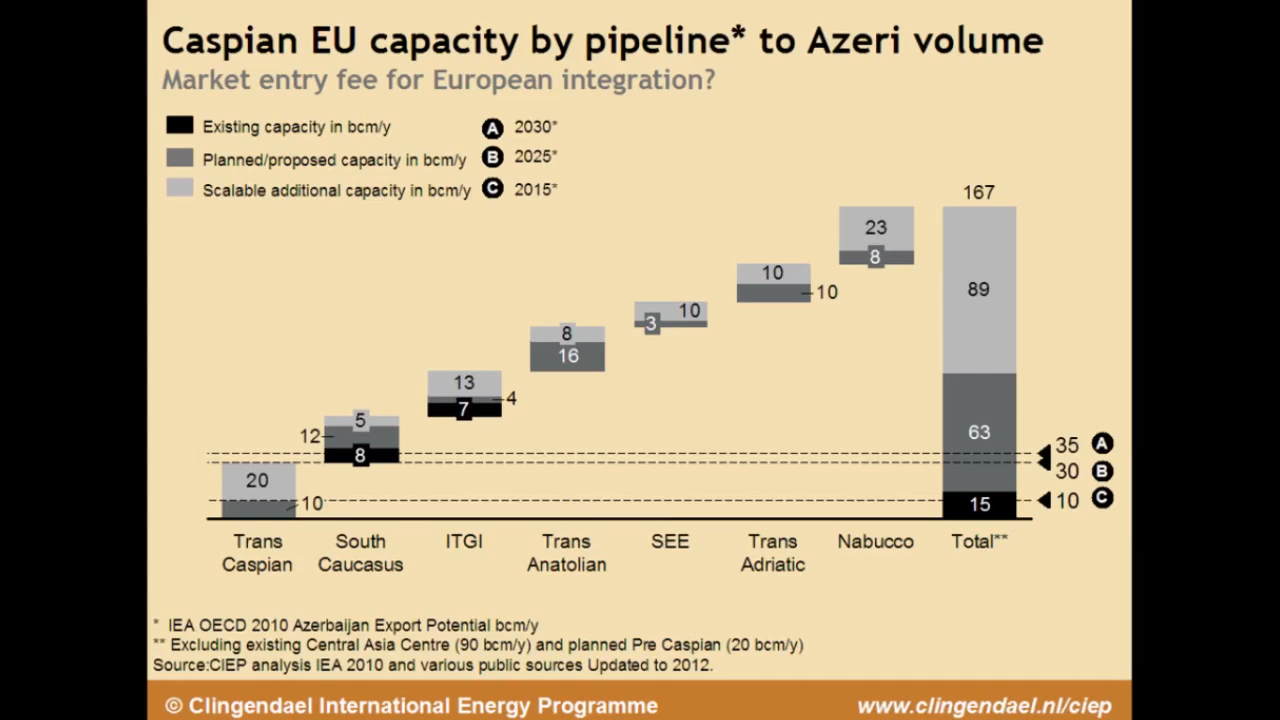 Caspian EU capacity by pipeline* to Azeri volume
Market entry fee for European integration?
Existing capacity in bcm/y
A 2030*
Planned/proposed capacity in bcm/y
B 2025*
Scalable additional capacity in bcm/y
C 2015*
167
23
8
10
10
89
10
3
8
16
13
4
7
5
12
8
63
35 A
30 B
20
10
15
10 C
Trans Caspian
South Caucasus
ITGI
Trans Anatolian
SEE
Trans Adriatic
Nabucco
Total**
* IEA OECD 2010 Azerbaijan Export Potential bcm/y
** Excluding existing Central Asia Centre (90 bcm/y) and planned Pre Caspian (20 bcm/y)
Source:CIEP analysis IEA 2010 and various public sources Updated to 2012.
© Clingendael International Energy Programme
www.clingendael.nl/ciep